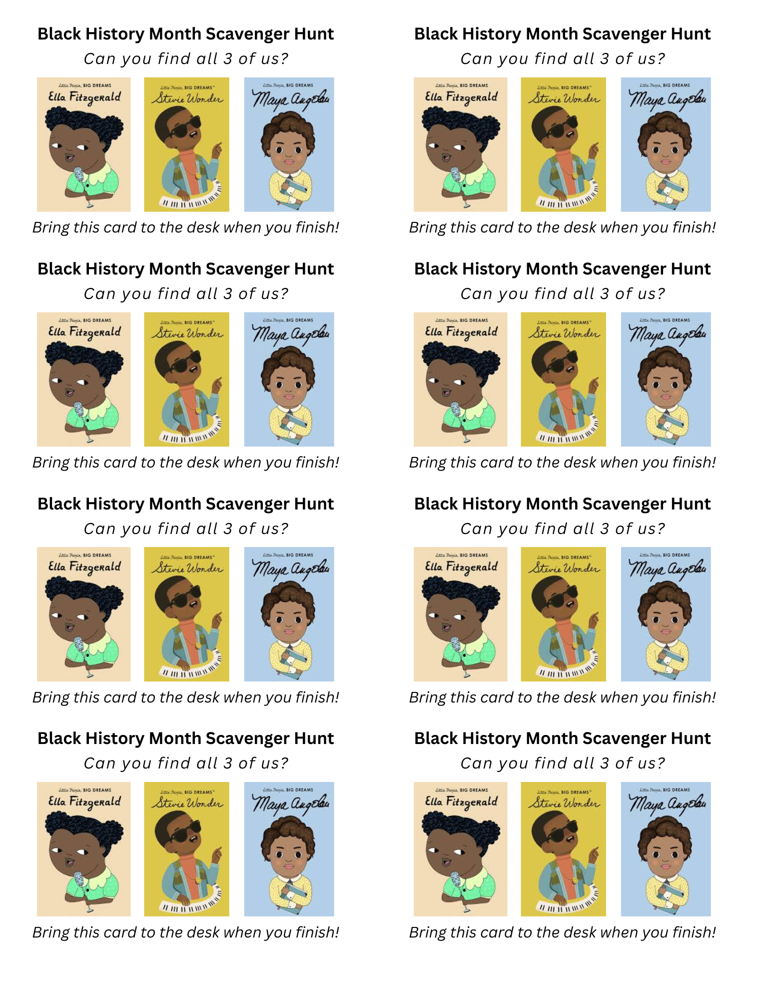 Black History Month Scavenger Hunt
Can you find all 3 of us?
Little People, BIG DREAMS
Ella Fitzgerald
Little People, BIG DREAMS™
Stevie Wonder
Little People, BIG DREAMS
Maya Angelou
Bring this card to the desk when you finish!
Black History Month Scavenger Hunt
Can you find all 3 of us?
Little People, BIG DREAMS
Ella Fitzgerald
Little People, BIG DREAMS™
Stevie Wonder
Little People, BIG DREAMS
Maya Angelou
Bring this card to the desk when you finish!
Black History Month Scavenger Hunt
Can you find all 3 of us?
Little People, BIG DREAMS
Ella Fitzgerald
Little People, BIG DREAMS™
Stevie Wonder
Little People, BIG DREAMS
Maya Angelou
Bring this card to the desk when you finish!
Black History Month Scavenger Hunt
Can you find all 3 of us?
Little People, BIG DREAMS
Ella Fitzgerald
Little People, BIG DREAMS™
Stevie Wonder
Little People, BIG DREAMS
Maya Angelou
Bring this card to the desk when you finish!
Black History Month Scavenger Hunt
Can you find all 3 of us?
Little People, BIG DREAMS
Ella Fitzgerald
Little People, BIG DREAMS™
Stevie Wonder
Little People, BIG DREAMS
Maya Angelou
Bring this card to the desk when you finish!
Black History Month Scavenger Hunt
Can you find all 3 of us?
Little People, BIG DREAMS
Ella Fitzgerald
Little People, BIG DREAMS™
Stevie Wonder
Little People, BIG DREAMS
Maya Angelou
Bring this card to the desk when you finish!
Black History Month Scavenger Hunt
Can you find all 3 of us?
Little People, BIG DREAMS
Ella Fitzgerald
Little People, BIG DREAMS™
Stevie Wonder
Little People, BIG DREAMS
Maya Angelou
Bring this card to the desk when you finish!
Black History Month Scavenger Hunt
Can you find all 3 of us?
Little People, BIG DREAMS
Ella Fitzgerald
Little People, BIG DREAMS™
Stevie Wonder
Little People, BIG DREAMS
Maya Angelou
Bring this card to the desk when you finish!